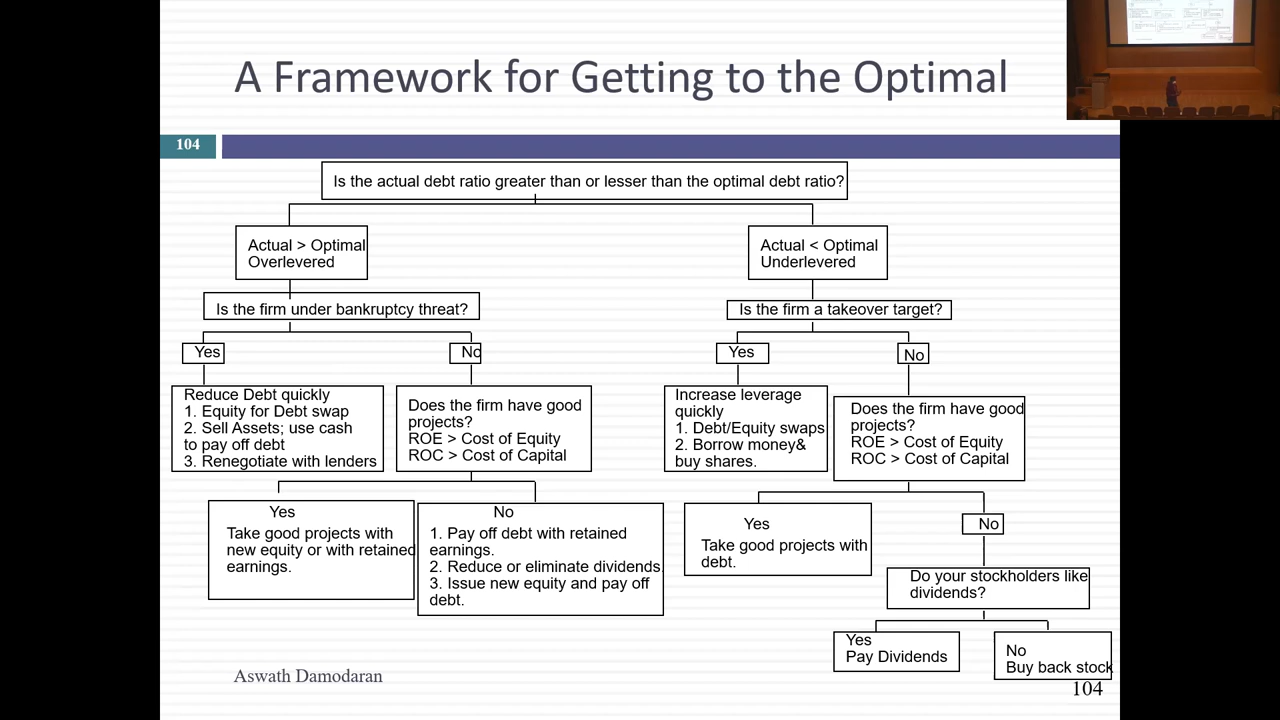 A Framework for Getting to the Optimal
104
Is the actual debt ratio greater than or lesser than the optimal debt ratio?
Actual > Optimal
Overlevered
Actual < Optimal
Underlevered
Is the firm under bankruptcy threat?
Is the firm a takeover target?
Yes
No
Yes
No
Reduce Debt quickly
1. Equity for Debt swap
2. Sell Assets; use cash
to pay off debt
3. Renegotiate with lenders
Does the firm have good
projects?
ROE > Cost of Equity
ROC > Cost of Capital
Increase leverage
quickly
1. Debt/Equity swaps
2. Borrow money&
buy shares.
Does the firm have good
projects?
ROE > Cost of Equity
ROC > Cost of Capital
Yes
Take good projects with
new equity or with retained
earnings.
No
1. Pay off debt with retained
earnings.
2. Reduce or eliminate dividends.
3. Issue new equity and pay off
debt.
Yes
Take good projects with
debt.
No
Do your stockholders like
dividends?
Yes
Pay Dividends
No
Buy back stock
Aswath Damodaran
104